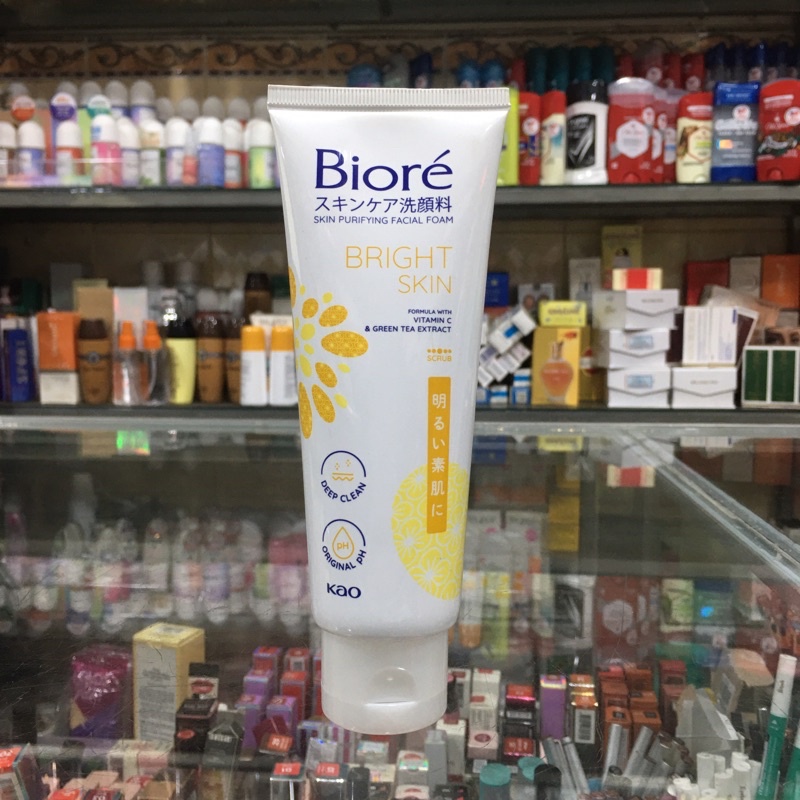 Bioré
スキンケア洗顔料
SKIN PURIFYING FACIAL FOAM
BRIGHT
SKIN
FORMULA WITH
VITAMIN C
& GREEN TEA EXTRACT
SCRUB
明るい素肌に
DEEP CLEAN
pH
ORIGINAL PH
Kao